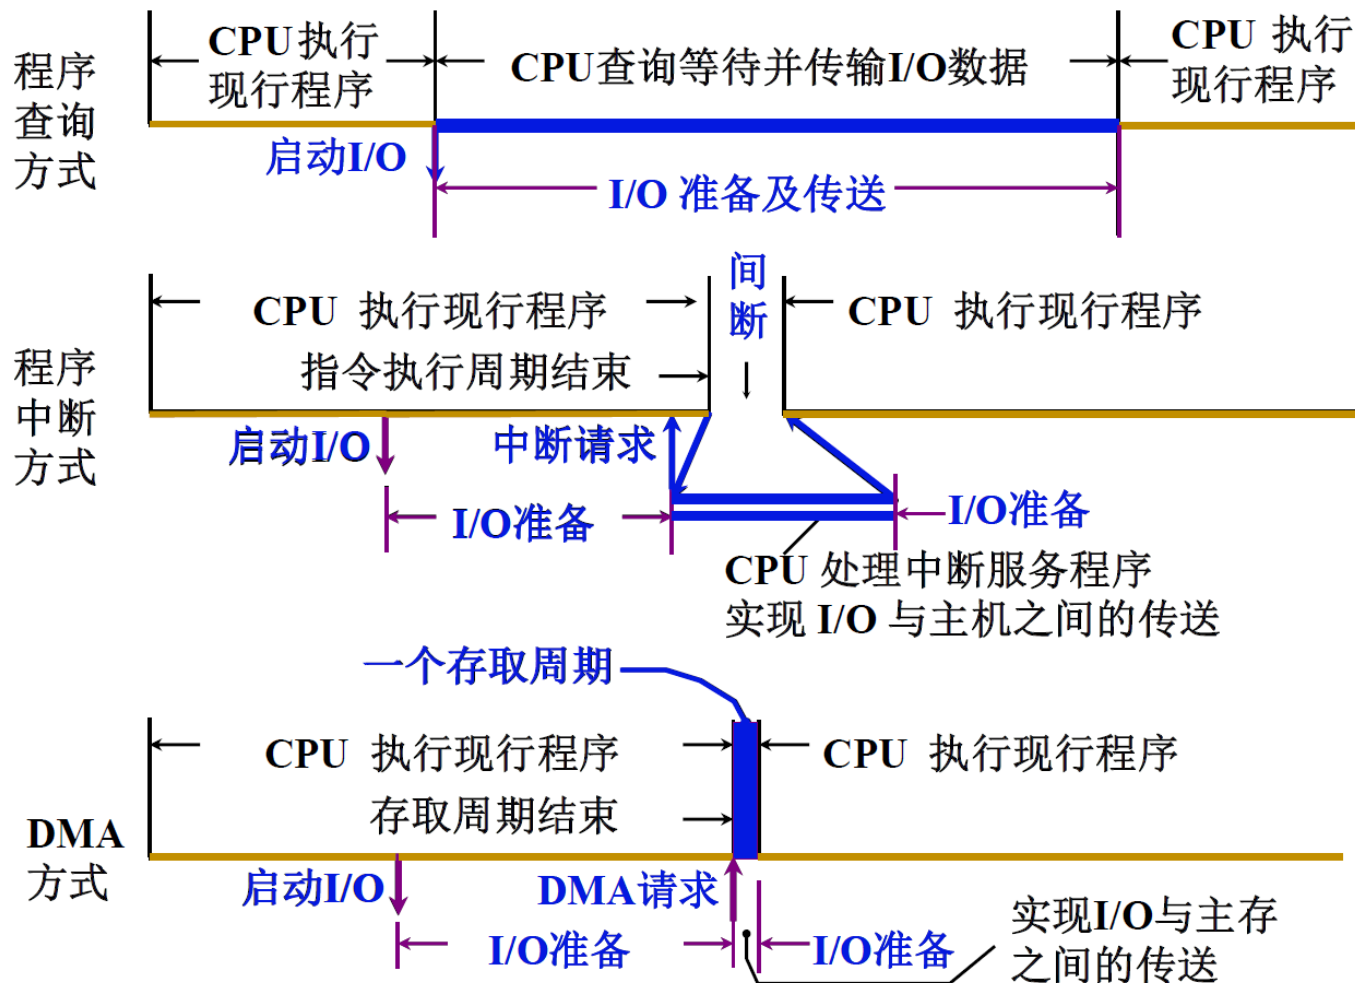 程序
查询
方式
CPU 执行
现行程序
CPU查询等待并传输I/O数据
CPU 执行
现行程序
启动I/O
I/O 准备及传送
程序
中断
方式
CPU 执行现行程序
间
断
CPU 执行现行程序
指令执行周期结束
启动I/O
中断请求
I/O准备
I/O准备
CPU 处理中断服务程序
实现 I/O 与主机之间的传送
一个存取周期
DMA
方式
CPU 执行现行程序
CPU 执行现行程序
存取周期结束
启动I/O
DMA请求
I/O准备
I/O准备
实现I/O与主存
之间的传送